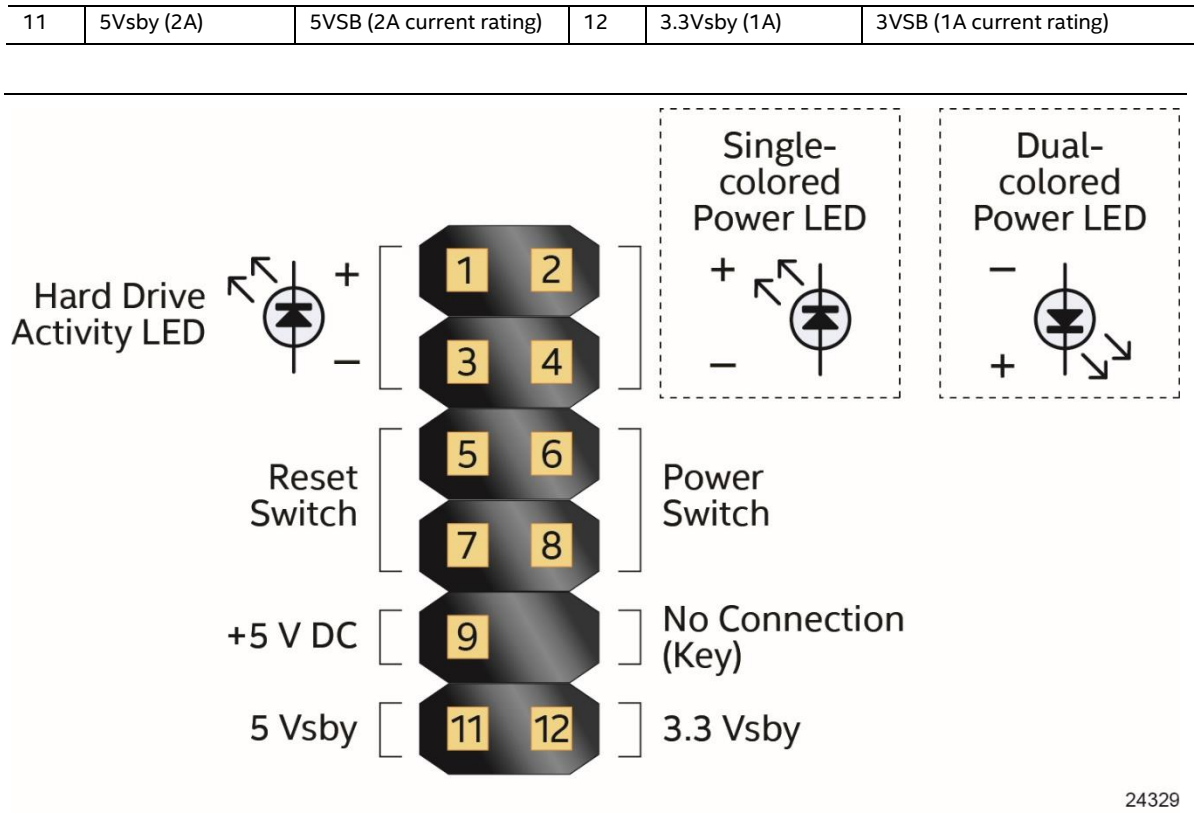 11 5Vsby (2A) 5VSB (2A current rating) 12 3.3Vsby (1A) 3VSB (1A current rating)
Single-
colored
Power LED
Dual-
colored
Power LED
Hard Drive
Activity LED
+
−
1 2
3 4
+
−
−
+
Reset
Switch
5 6
7 8
Power
Switch
+5 V DC
9
No Connection
(Key)
5 Vsby
11 12
3.3 Vsby
24329